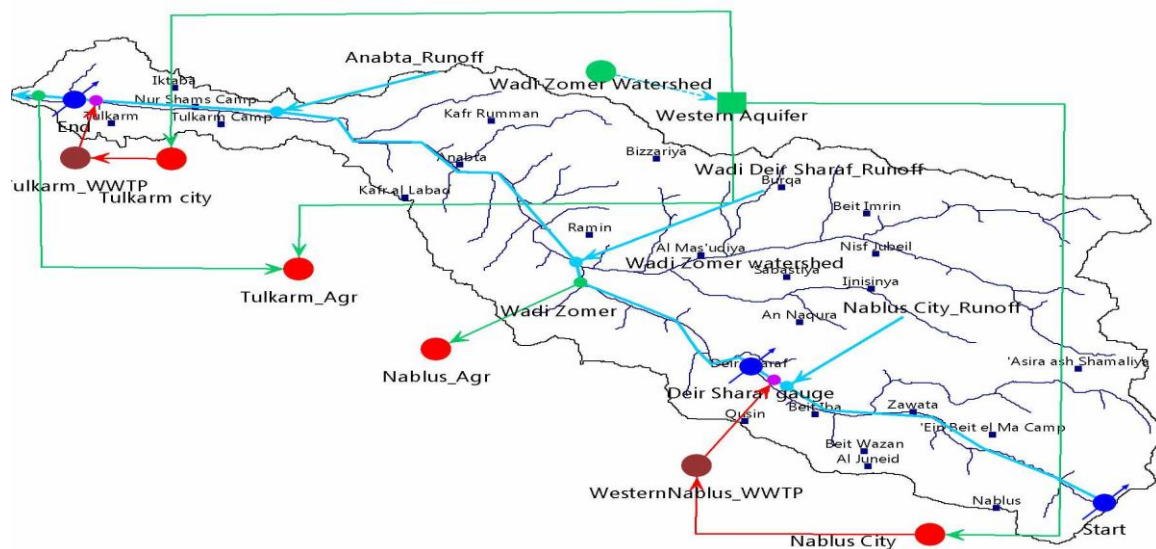 Anabta_Runoff
Wadi Zomer Watershed
Iktaba
Nur Shams Camp
Tulkarm
Tulkarm Camp
End
Kafr Rumman
Western Aquifer
Tulkarm_WWTP
Tulkarm city
Anabta
Bizzariya
Wadi Deir Sharaf_Runoff
Burqa
Kafr al Labad
Beit Imrin
Ramin
Al Mas'udiya
Nisf Jubeil
Wadi Zomer watershed
Sabastiya
Ijnisinya
Tulkarm_Agr
Wadi Zomer
An Naqura
Nablus City_Runoff
Nablus_Agr
Deir Sharaf
'Asira ash Shamaliya
Deir Sharaf gauge
Qusin
Beit Iba
Zawata
'Ein Beit el Ma Camp
Beit Wazan
Al Juneid
WesternNablus_WWTP
Nablus
Start
Nablus City